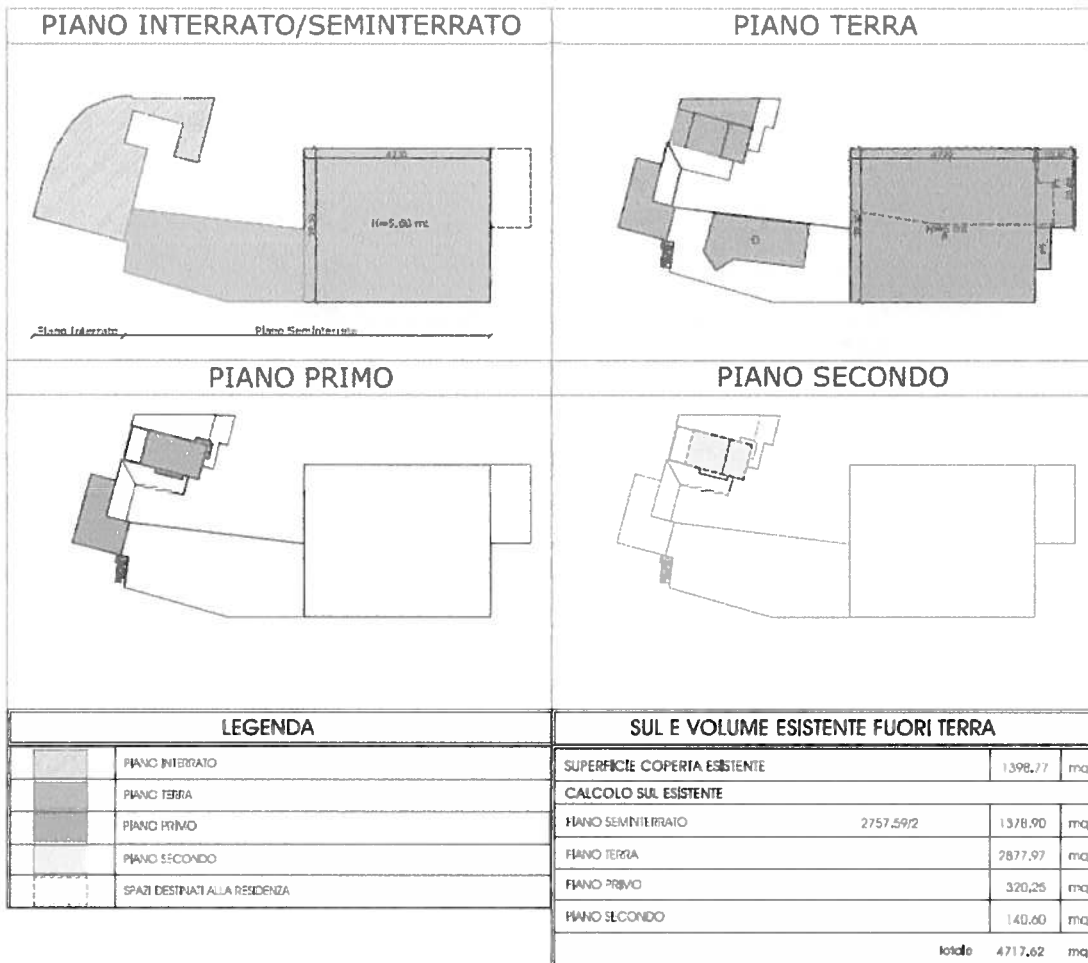 PIANO INTERRATO/SEMINTERRATO
PIANO TERRA
H=5.60 mt
Piano Interrato
Piano Seminterrato
PIANO PRIMO
PIANO SECONDO
LEGENDA
PIANO INTERRATO
PIANO TERRA
PIANO PRIMO
PIANO SECONDO
SPAZI DESTINATI ALLA RESIDENZA
SUL E VOLUME ESISTENTE FUORI TERRA
SUPERFICIE COPERTA ESISTENTE 1398.77 mq
CALCOLO SUL ESISTENTE
PIANO SEMINTERRATO 2757.59/2 1378.90 mq
PIANO TERRA 2877.97 mq
PIANO PRIMO 320,25 mq
PIANO SECONDO 140.60 mq
totale 4717.62 mq